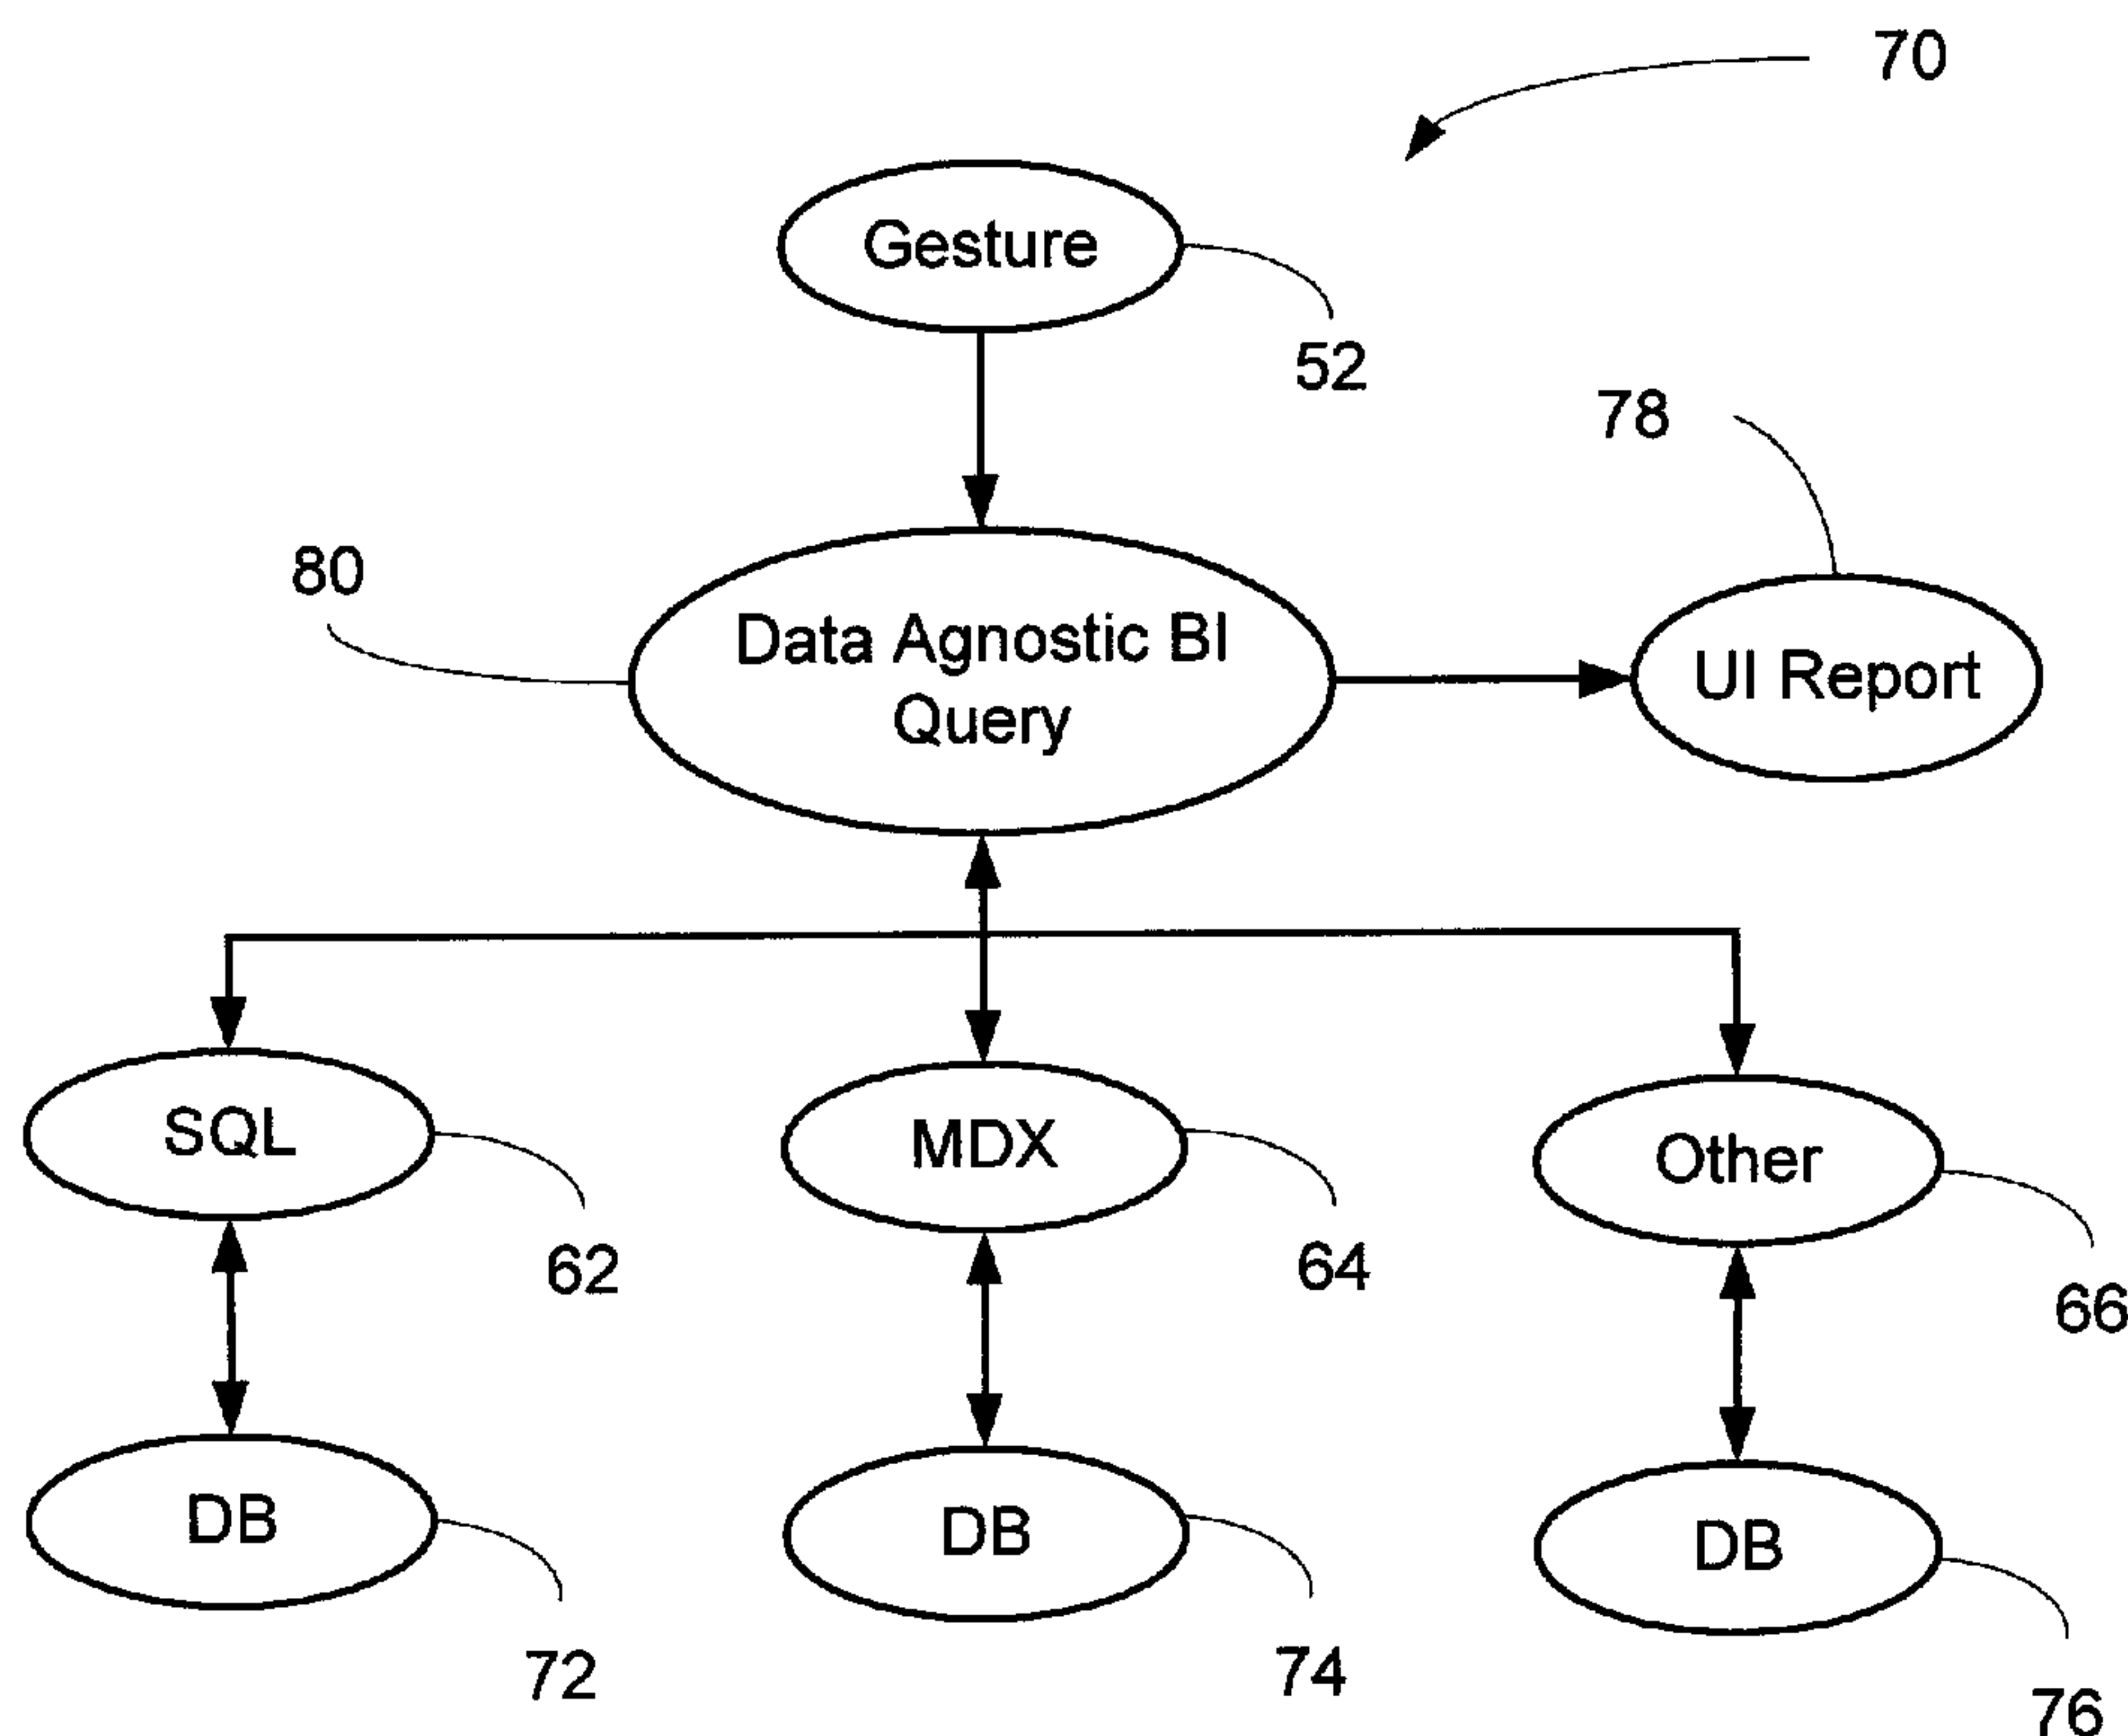 70
Gesture
52
78
80
Data Agnostic BI
Query
UI Report
SQL
MDX
Other
62
64
66
DB
DB
DB
72
74
76